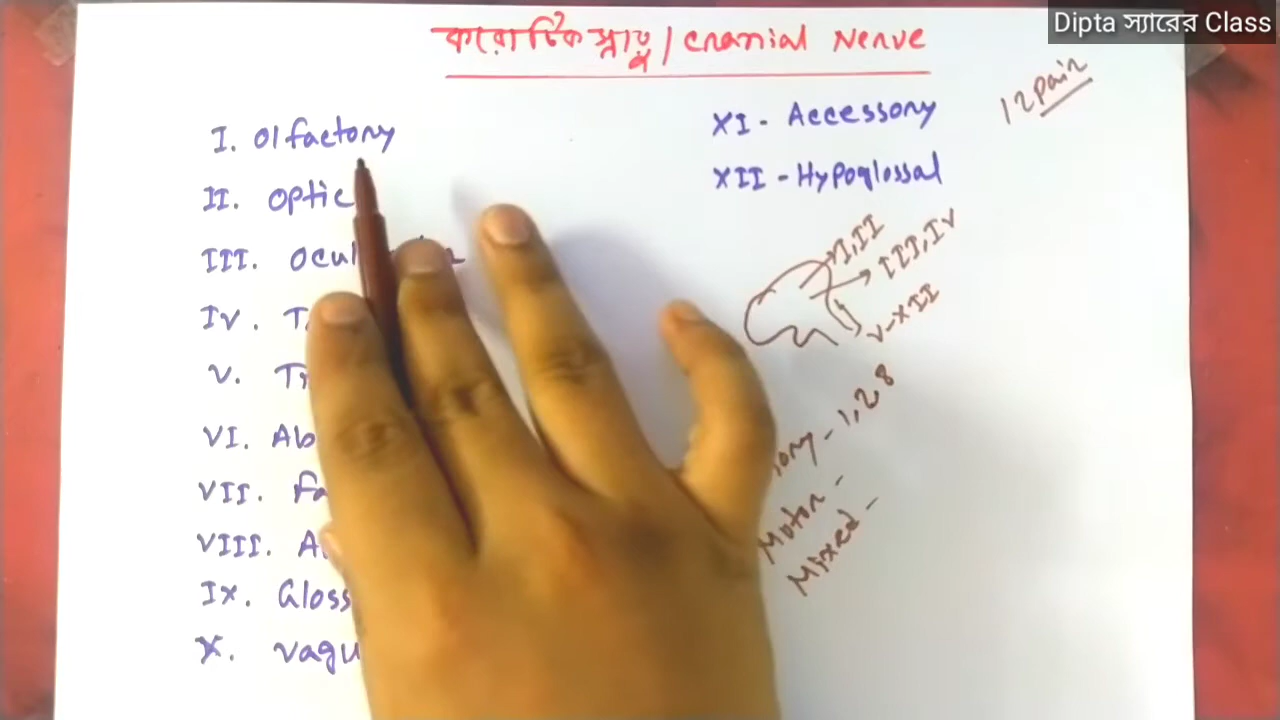 Dipta স্যারের Class
করোটিক স্নায়ু / Cranial Nerve
12 pair
I. Olfactory
II. Optic
III. Ocul
IV. T
V. Tr
VI. Ab
VII. Fa
VIII. A
IX. Gloss
X. Vagu
XI - Accessory
XII - Hypoglossal
I, II
III, IV
V-XII
sory - 1, 2, 8
Motor -
Mixed -